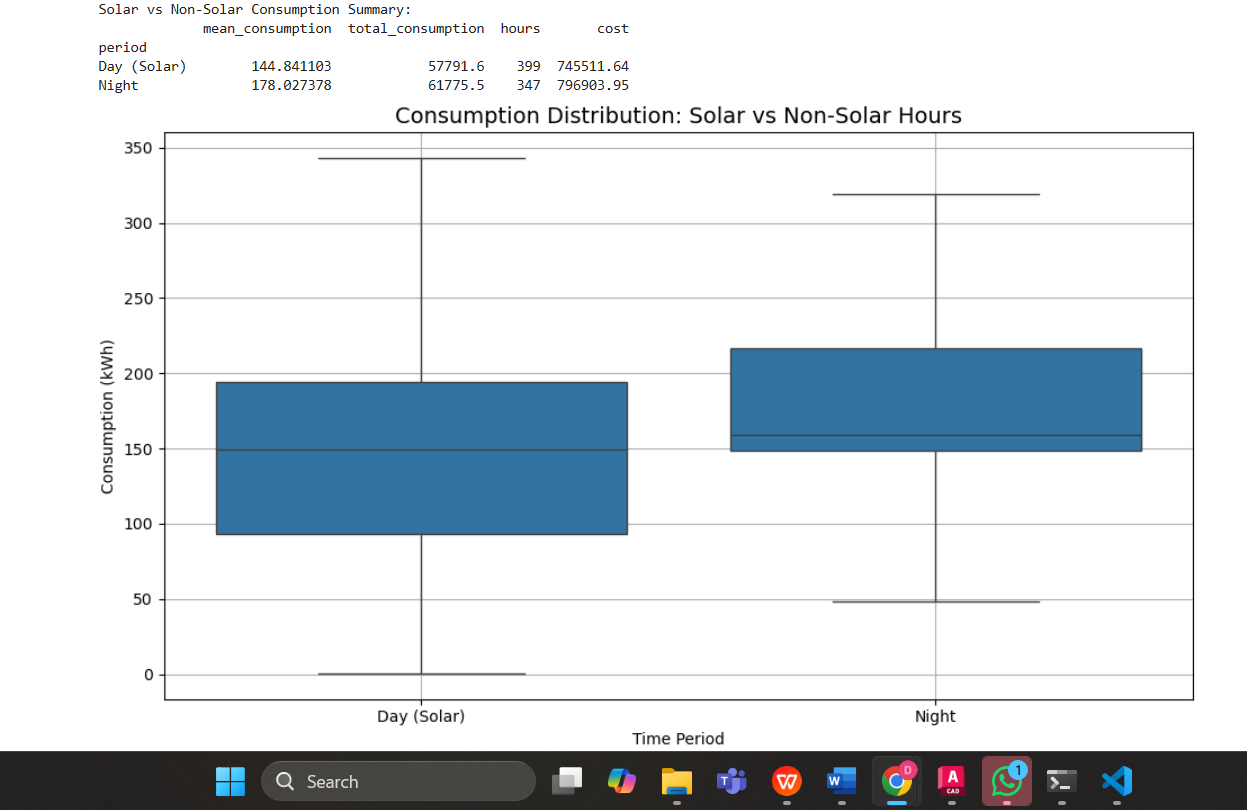 Solar vs Non-Solar Consumption Summary:
mean_consumption total_consumption hours cost
period
Day (Solar) 144.841103 57791.6 399 745511.64
Night 178.027378 61775.5 347 796903.95
Consumption Distribution: Solar vs Non-Solar Hours
350
300
250
200
150
100
50
0
Consumption (kWh)
Day (Solar) Night
Time Period
Search
T
W
W
D
A
CAD
1